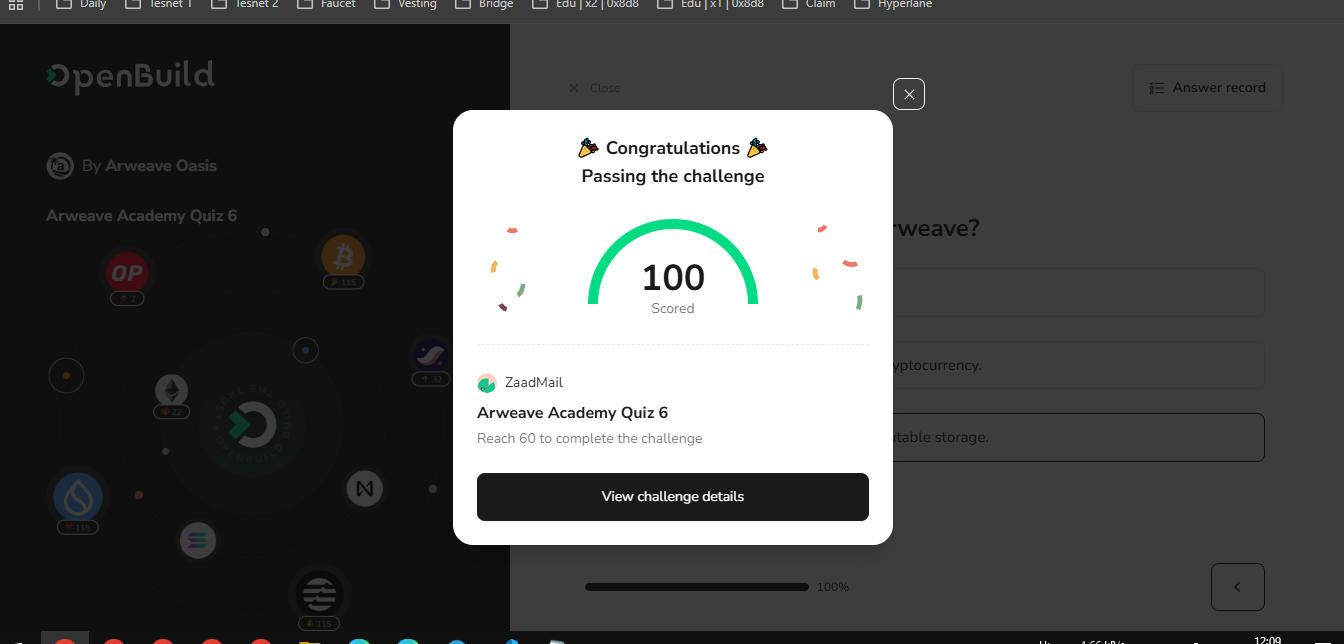 Daily
Tesnet 1
Tesnet 2
Faucet
Vesting
Bridge
Edu | x2 | 0x8d8
Edu | x1 | 0x8d8
Claim
Hyperlane
OpenBuild
By Arweave Oasis
Arweave Academy Quiz 6
OP
2
115
32
22
115
115
Close
Answer record
rweave?
yptocurrency.
utable storage.
100%
Congratulations
Passing the challenge
100
Scored
ZaadMail
Arweave Academy Quiz 6
Reach 60 to complete the challenge
View challenge details
12:09